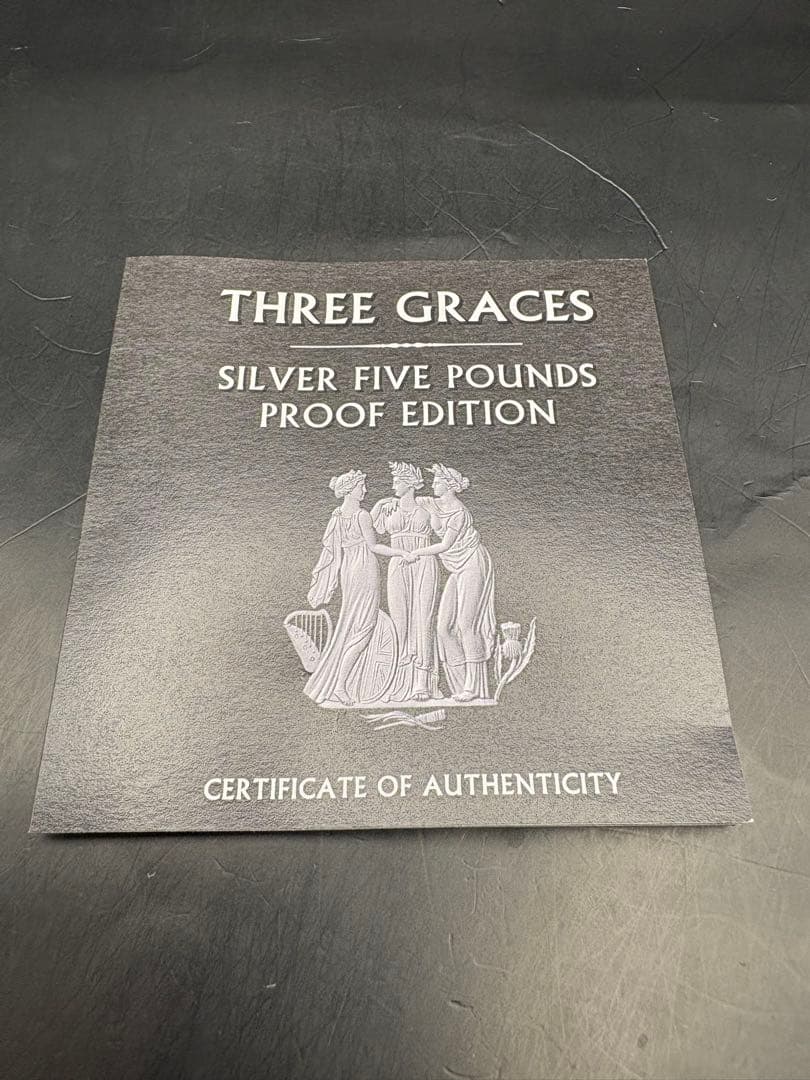 THREE GRACES
SILVER FIVE POUNDS
PROOF EDITION
CERTIFICATE OF AUTHENTICITY